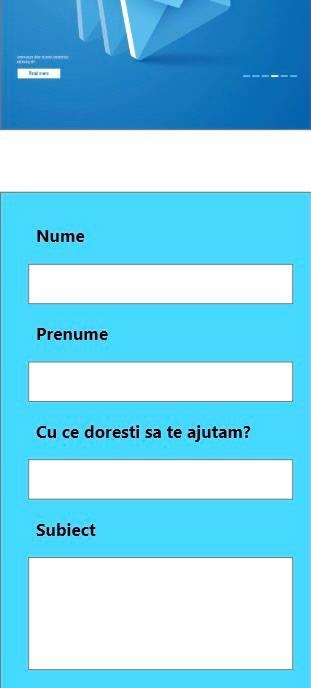 Read more
Nume
Prenume
Cu ce doresti sa te ajutam?
Subiect